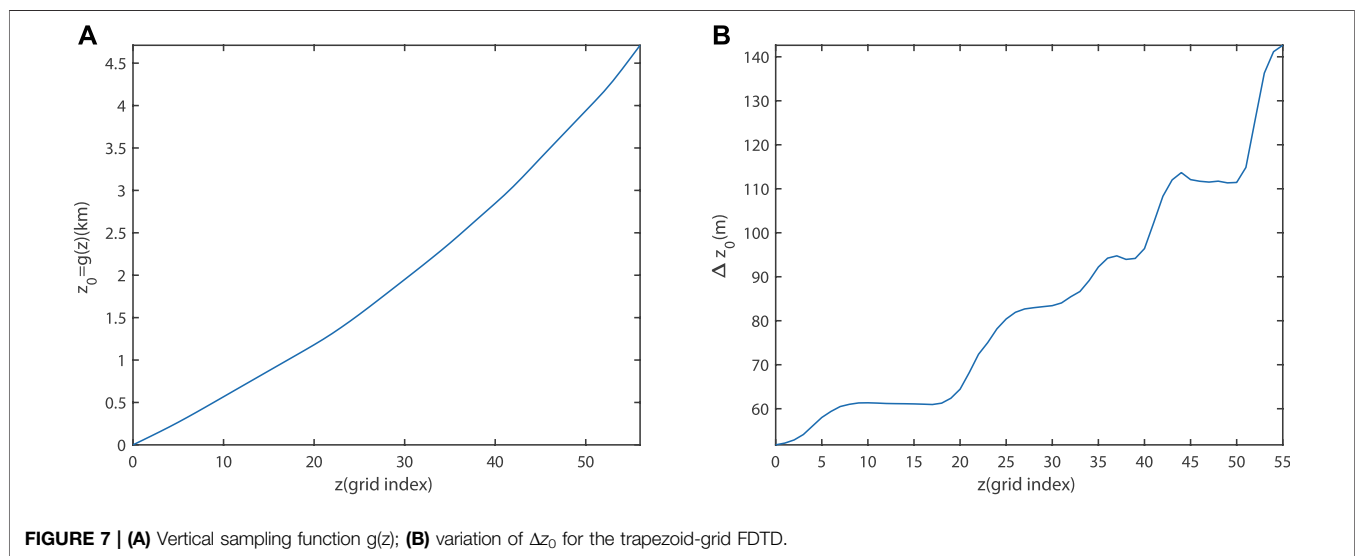 A
B
4.5
4
3.5
3
2.5
2
1.5
1
0.5
0
z₀=g(z)(km)
0 10 20 30 40 50
z(grid index)
140
130
120
110
100
90
80
70
60
Δ z₀(m)
0 5 10 15 20 25 30 35 40 45 50 55
z(grid index)
FIGURE 7 | (A) Vertical sampling function g(z); (B) variation of Δz₀ for the trapezoid-grid FDTD.